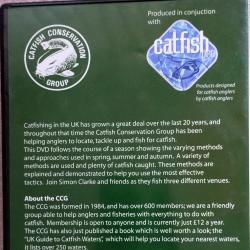 Produced in conjuction
with
CATFISH CONSERVATION
GROUP
catfish
Products designed
for catfish anglers
by catfish anglers
Catfishing in the UK has grown a great deal over the last 20 years, and
throughout that time the Catfish Conservation Group has been
helping anglers to locate, tackle up and fish for catfish.
This DVD follows the course of a season showing the varying methods
and approaches used in spring, summer and autumn. A variety of
methods are used and plenty of catfish caught. These methods are
explained and demonstrated to help you use the most effective
tactics. Join Simon Clarke and friends as they fish three different venues.
About the CCG
The CCG was formed in 1984, and has over 600 members; we are a friendly
group able to help anglers and fisheries with everything to do with
catfish. Membership is open to anyone and is currently just £12 a year.
The CCG has also just published a book which is well worth a look; the
"UK Guide to Catfish Waters", which will help you locate your nearest waters,
it lists over 250 waters.